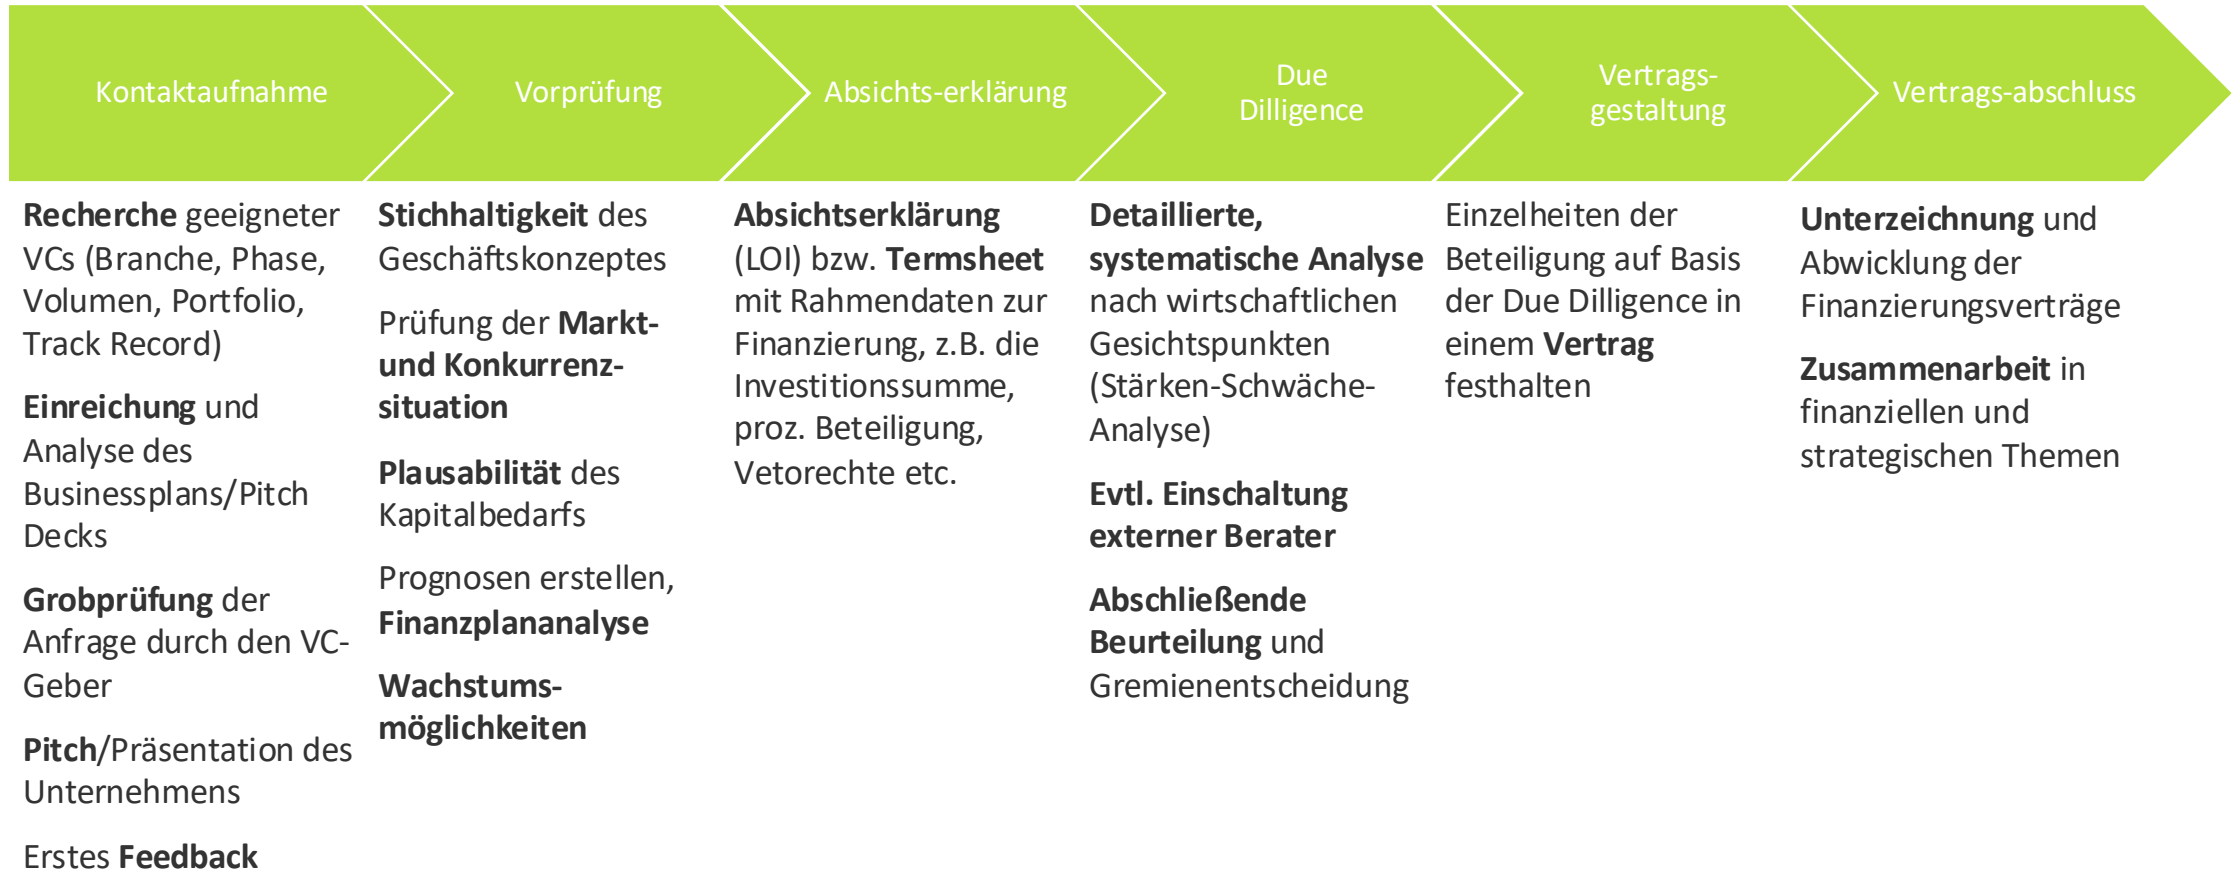 Kontaktaufnahme
Vorprüfung
Absichts-erklärung
Due
Dilligence
Vertrags-
gestaltung
Vertrags-abschluss
Recherche geeigneter
VCs (Branche, Phase,
Volumen, Portfolio,
Track Record)
Einreichung und
Analyse des
Businessplans/Pitch
Decks
Grobprüfung der
Anfrage durch den VC-
Geber
Pitch/Präsentation des
Unternehmens
Erstes Feedback
Stichhaltigkeit des
Geschäftskonzeptes
Prüfung der Markt-
und Konkurrenz-
situation
Plausabilität des
Kapitalbedarfs
Prognosen erstellen,
Finanzplananalyse
Wachstums-
möglichkeiten
Absichtserklärung
(LOI) bzw. Termsheet
mit Rahmendaten zur
Finanzierung, z.B. die
Investitionssumme,
proz. Beteiligung,
Vetorechte etc.
Detaillierte,
systematische Analyse
nach wirtschaftlichen
Gesichtspunkten
(Stärken-Schwäche-
Analyse)
Evtl. Einschaltung
externer Berater
Abschließende
Beurteilung und
Gremienentscheidung
Einzelheiten der
Beteiligung auf Basis
der Due Dilligence in
einem Vertrag
festhalten
Unterzeichnung und
Abwicklung der
Finanzierungsverträge
Zusammenarbeit in
finanziellen und
strategischen Themen